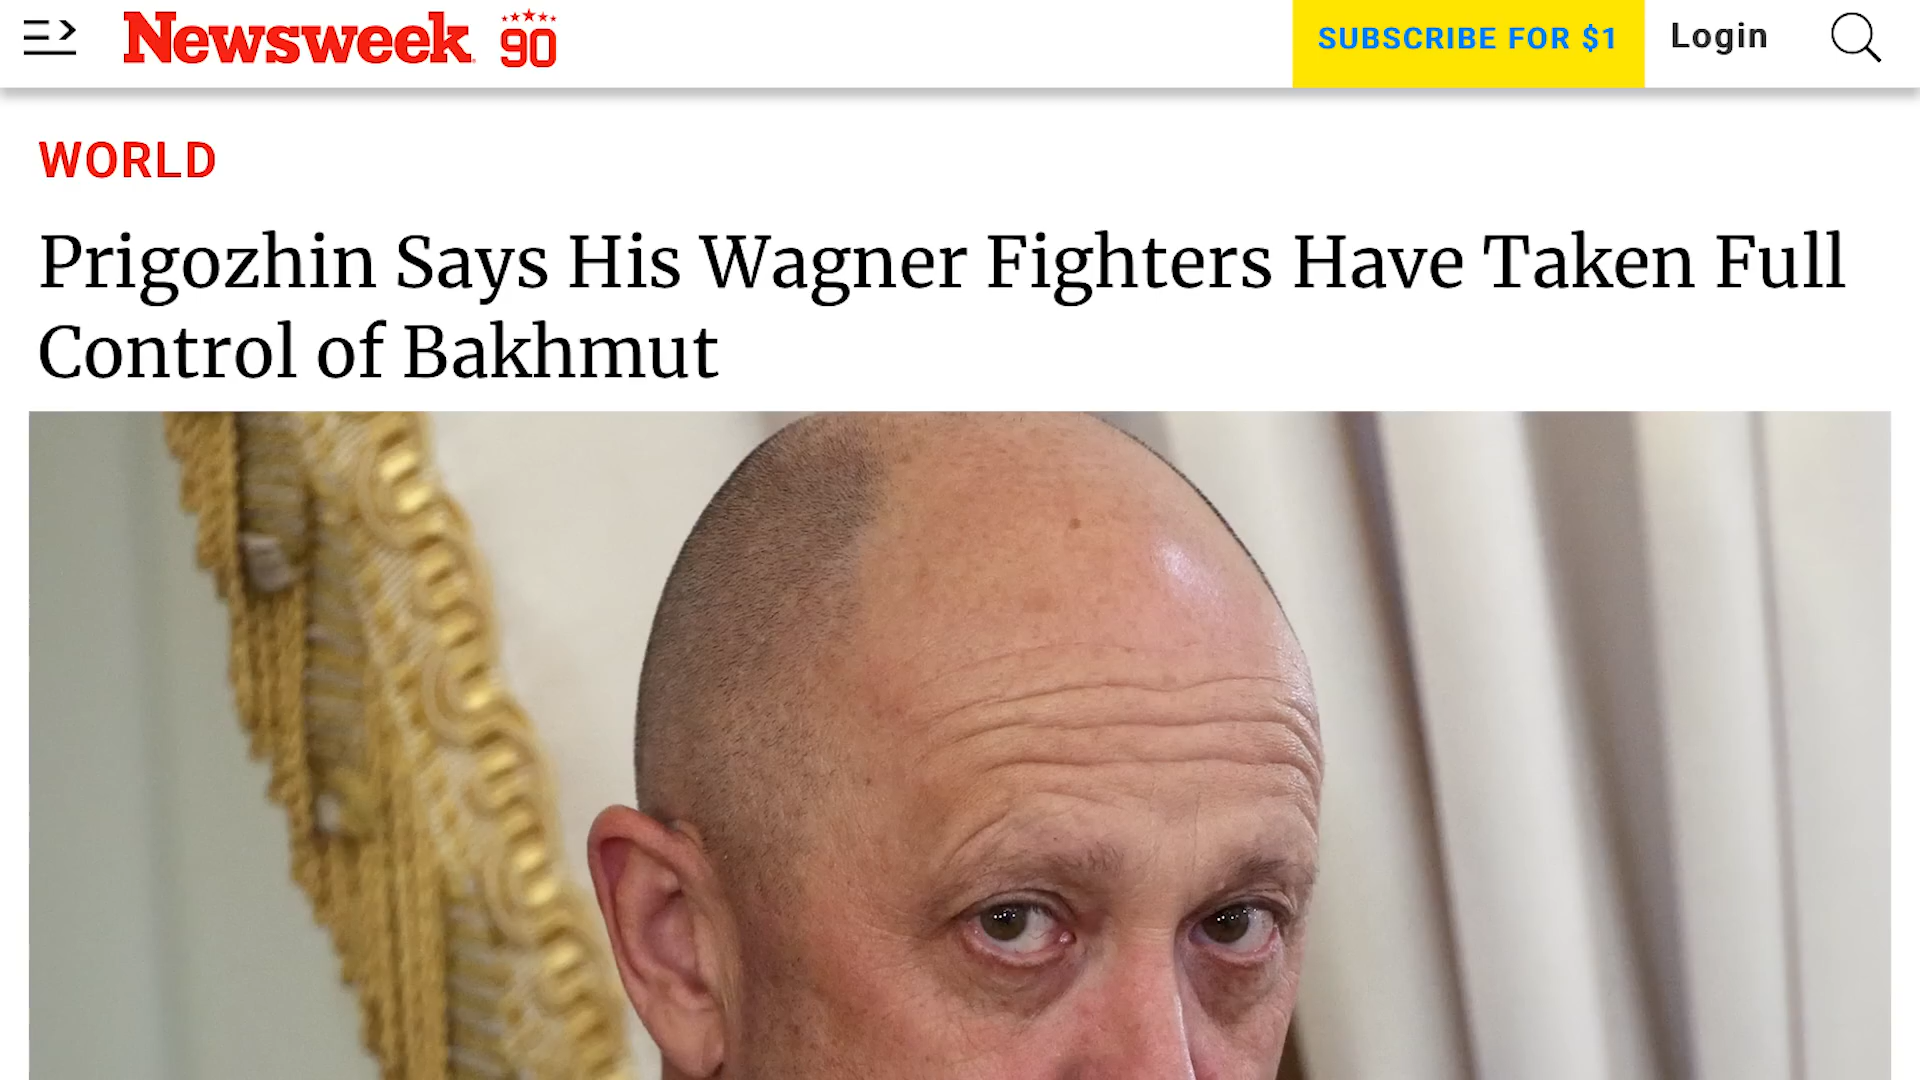 Newsweek 90
SUBSCRIBE FOR $1
Login
WORLD
Prigozhin Says His Wagner Fighters Have Taken Full
Control of Bakhmut